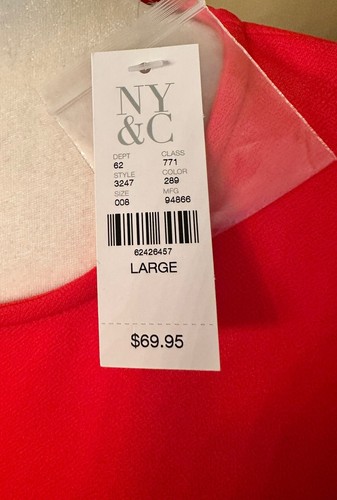 NY
&C
DEPT CLASS
62 771
STYLE COLOR
3247 289
SIZE MFG
008 94866
62426457
LARGE
$69.95